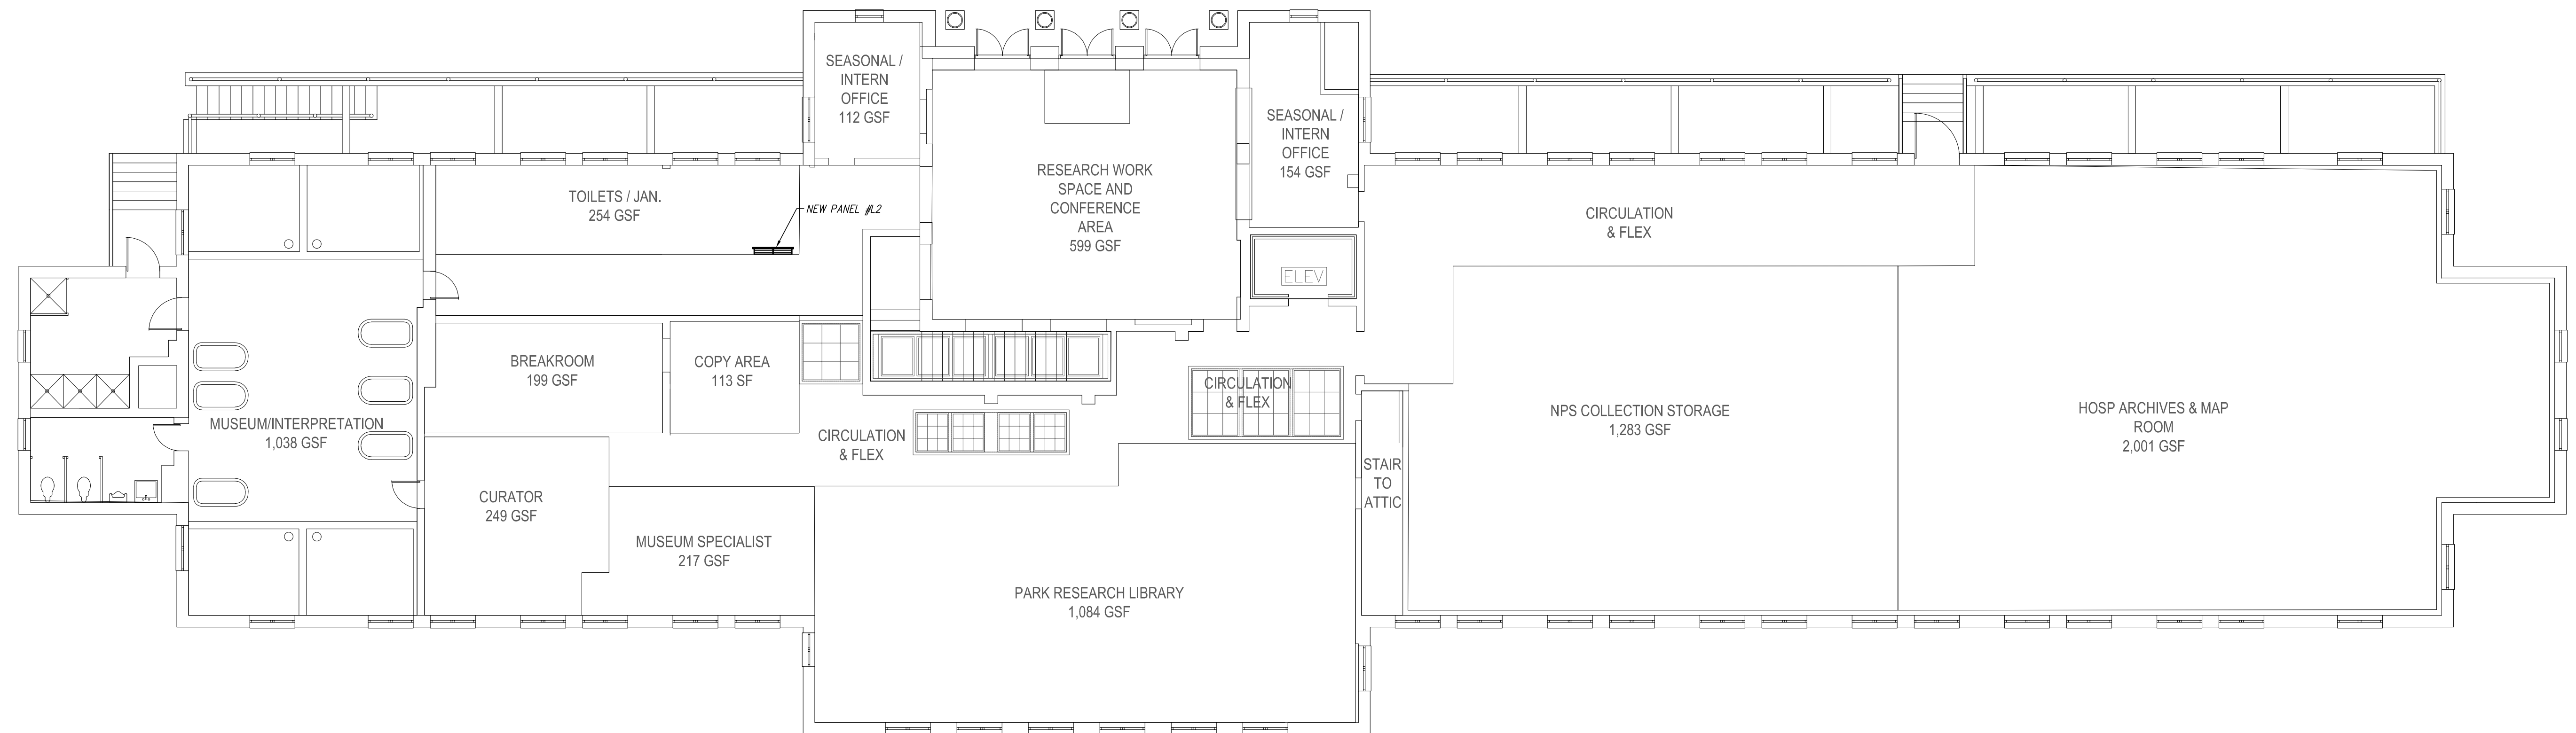 SEASONAL /
INTERN
OFFICE
112 GSF
SEASONAL /
INTERN
OFFICE
154 GSF
RESEARCH WORK
SPACE AND
CONFERENCE
AREA
599 GSF
TOILETS / JAN.
254 GSF
NEW PANEL #L2
CIRCULATION
& FLEX
ELEV
BREAKROOM
199 GSF
COPY AREA
113 SF
CIRCULATION
& FLEX
MUSEUM/INTERPRETATION
1,038 GSF
CIRCULATION
& FLEX
NPS COLLECTION STORAGE
1,283 GSF
HOSP ARCHIVES & MAP
ROOM
2,001 GSF
STAIR
TO
ATTIC
CURATOR
249 GSF
MUSEUM SPECIALIST
217 GSF
PARK RESEARCH LIBRARY
1,084 GSF